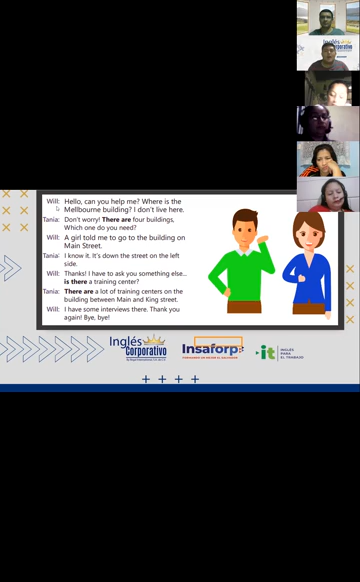 Will: Hello, can you help me? Where is the
Mellbourne building? I don't live here.
Tania: Don't worry! There are four buildings,
Which one do you need?
Will: A girl told me to go to the building on
Main Street.
Tania: I know it. It's down the street on the left
side.
Will: Thanks! I have to ask you something else...
is there a training center?
Tania: There are a lot of training centers on the
building between Main and King street.
Will: I have some interviews there. Thank you
again! Bye, bye!
Inglés
Corporativo
Insaforp
it
INGLÉS
PARA
EL TRABAJO